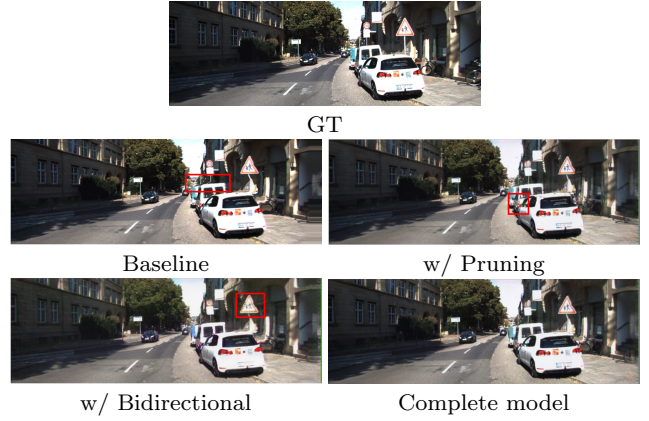 GT
Baseline
w/ Pruning
w/ Bidirectional
Complete model